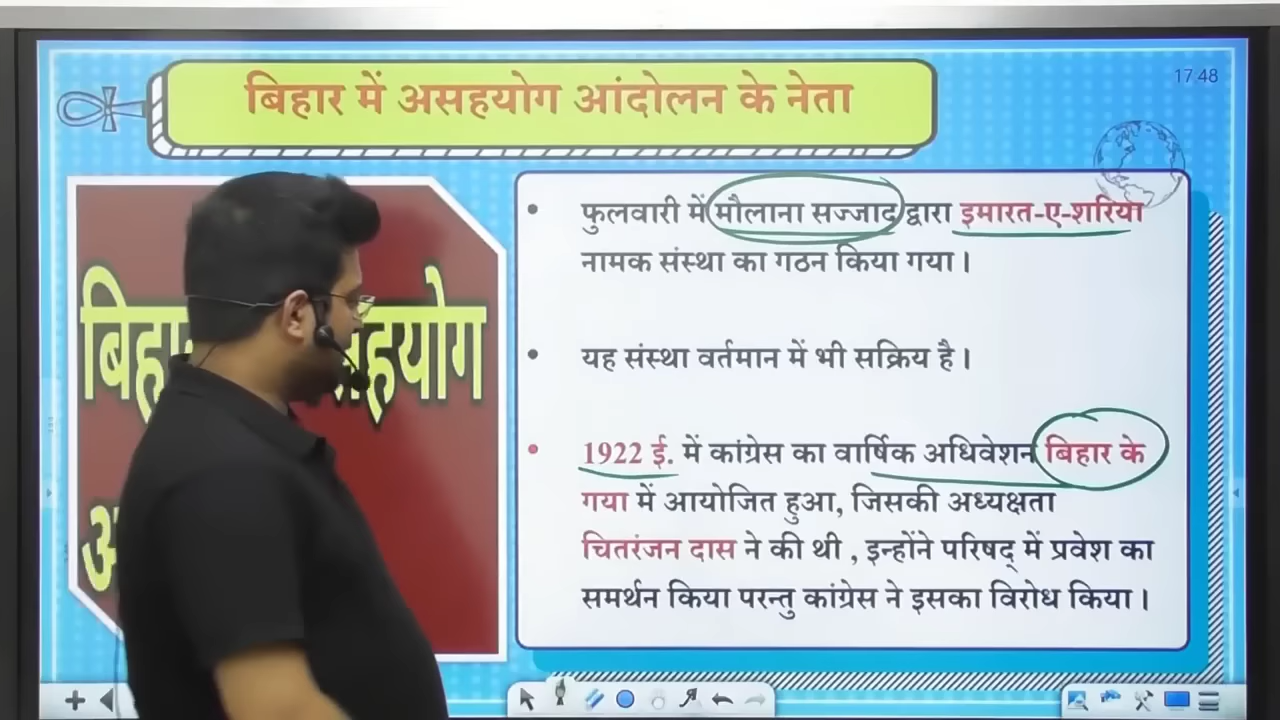 बिहार में असहयोग आंदोलन के नेता
17 48
फुलवारी में मौलाना सज्जाद द्वारा इमारत-ए-शरिया
नामक संस्था का गठन किया गया।
यह संस्था वर्तमान में भी सक्रिय है।
1922 ई. में कांग्रेस का वार्षिक अधिवेशन बिहार के
गया में आयोजित हुआ, जिसकी अध्यक्षता
चितरंजन दास ने की थी , इन्होंने परिषद् में प्रवेश का
समर्थन किया परन्तु कांग्रेस ने इसका विरोध किया।